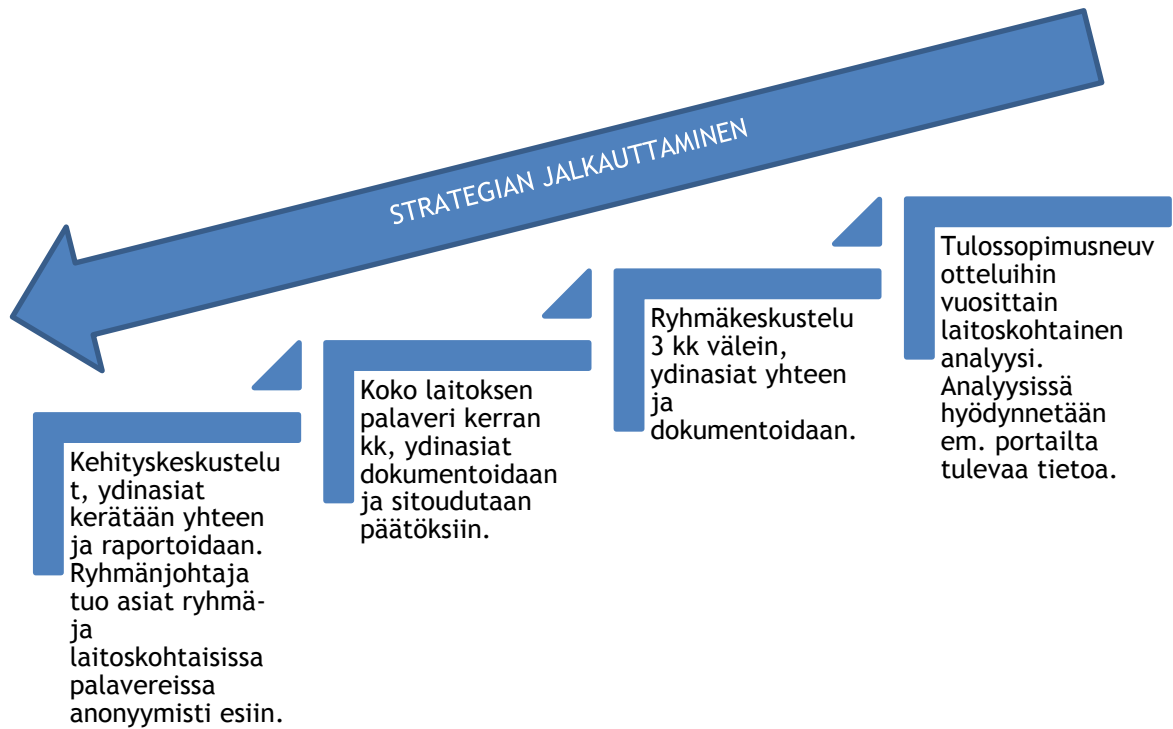 STRATEGIAN JALKAUTTAMINEN
Kehityskeskustelu
t, ydinasiat
kerätään yhteen
ja raportoidaan.
Ryhmänjohtaja
tuo asiat ryhmä-
ja
laitoskohtaisissa
palavereissa
anonyymisti esiin.
Koko laitoksen
palaveri kerran
kk, ydinasiat
dokumentoidaan
ja sitoudutaan
päätöksiin.
Ryhmäkeskustelu
3 kk välein,
ydinasiat yhteen
ja
dokumentoidaan.
Tulossopimusneuv
otteluihin
vuosittain
laitoskohtainen
analyysi.
Analyysissä
hyödynnetään
em. portailta
tulevaa tietoa.